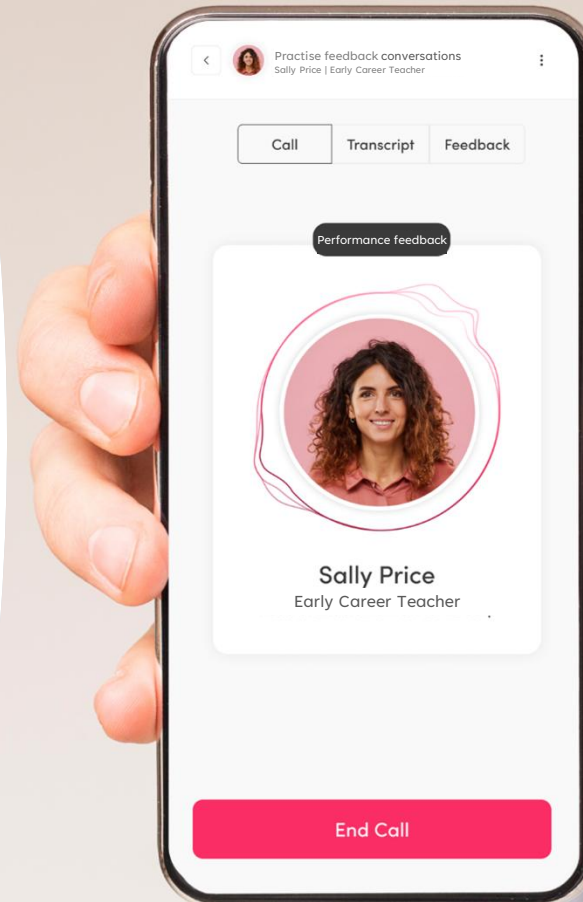 Practise feedback conversations
Sally Price | Early Career Teacher
Call
Transcript
Feedback
Performance feedback
Sally Price
Early Career Teacher
End Call